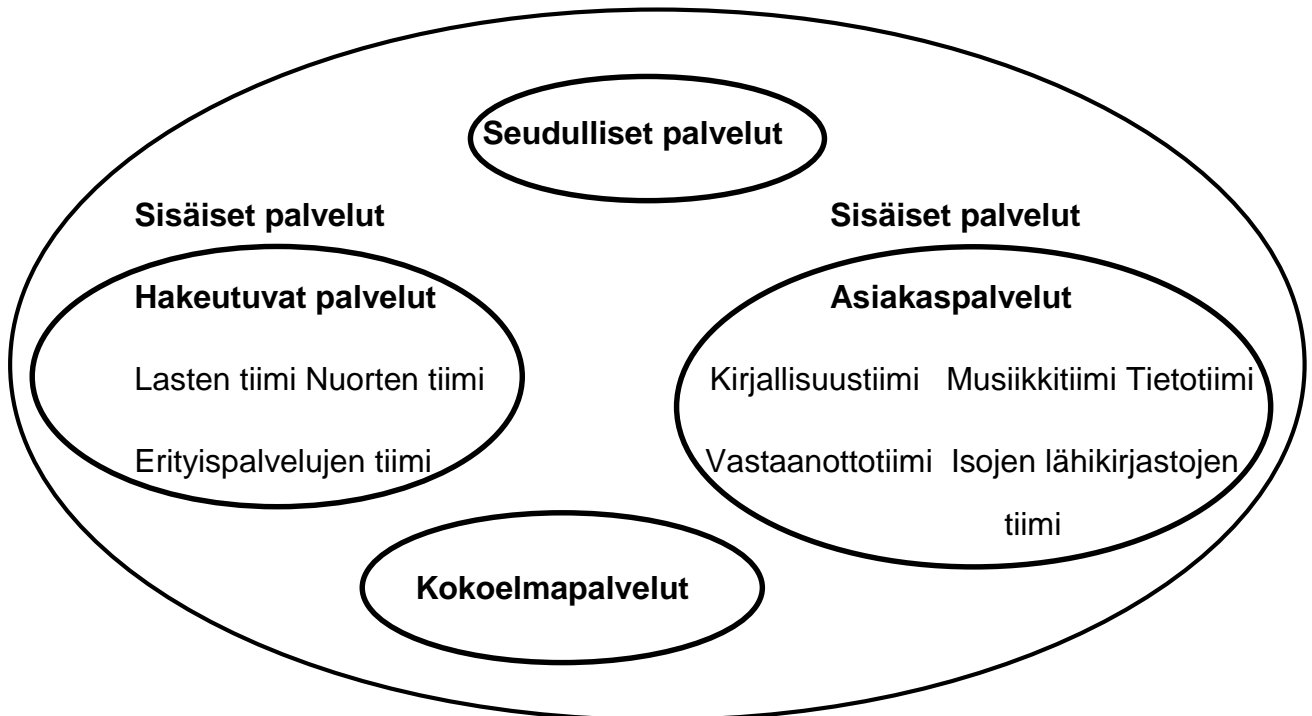 Seudulliset palvelut
Sisäiset palvelut Sisäiset palvelut
Hakeutuvat palvelut Asiakaspalvelut
Lasten tiimi Nuorten tiimi Kirjallisuustiimi Musiikkitiimi Tietotiimi
Erityispalvelujen tiimi Vastaanottotiimi Isojen lähikirjastojen
tiimi
Kokoelmapalvelut